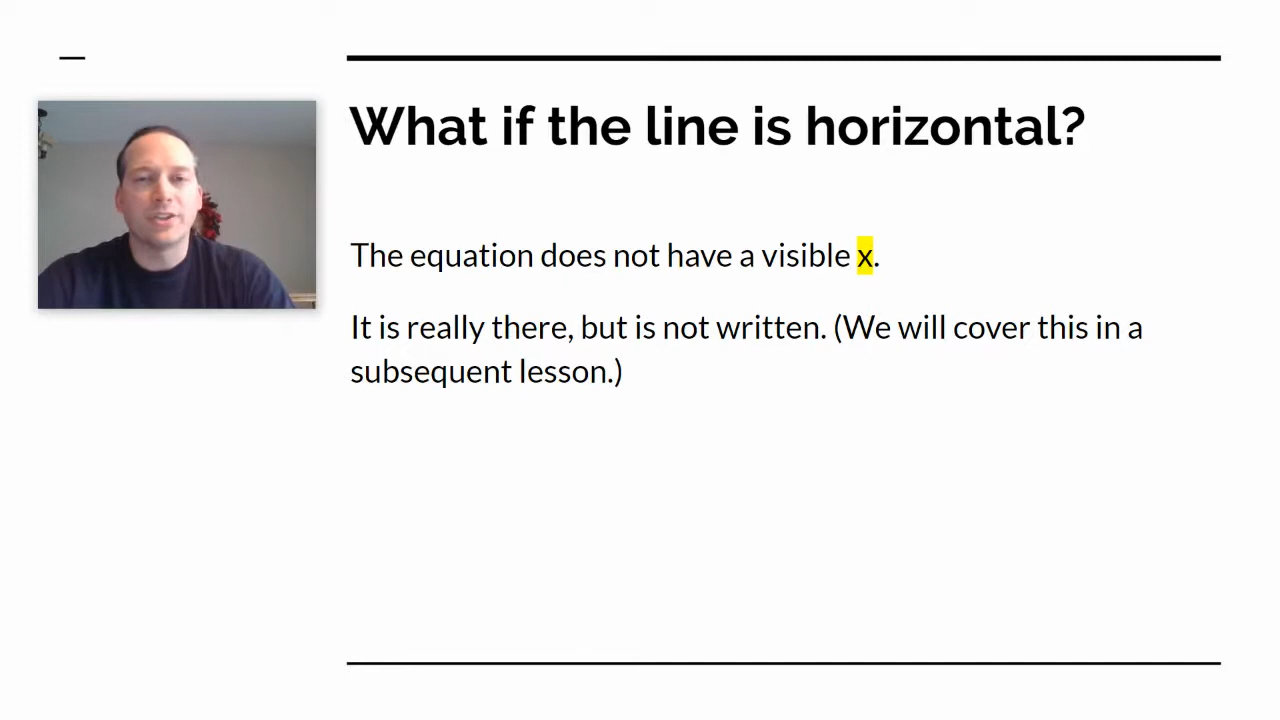 What if the line is horizontal?
The equation does not have a visible x.
It is really there, but is not written. (We will cover this in a
subsequent lesson.)